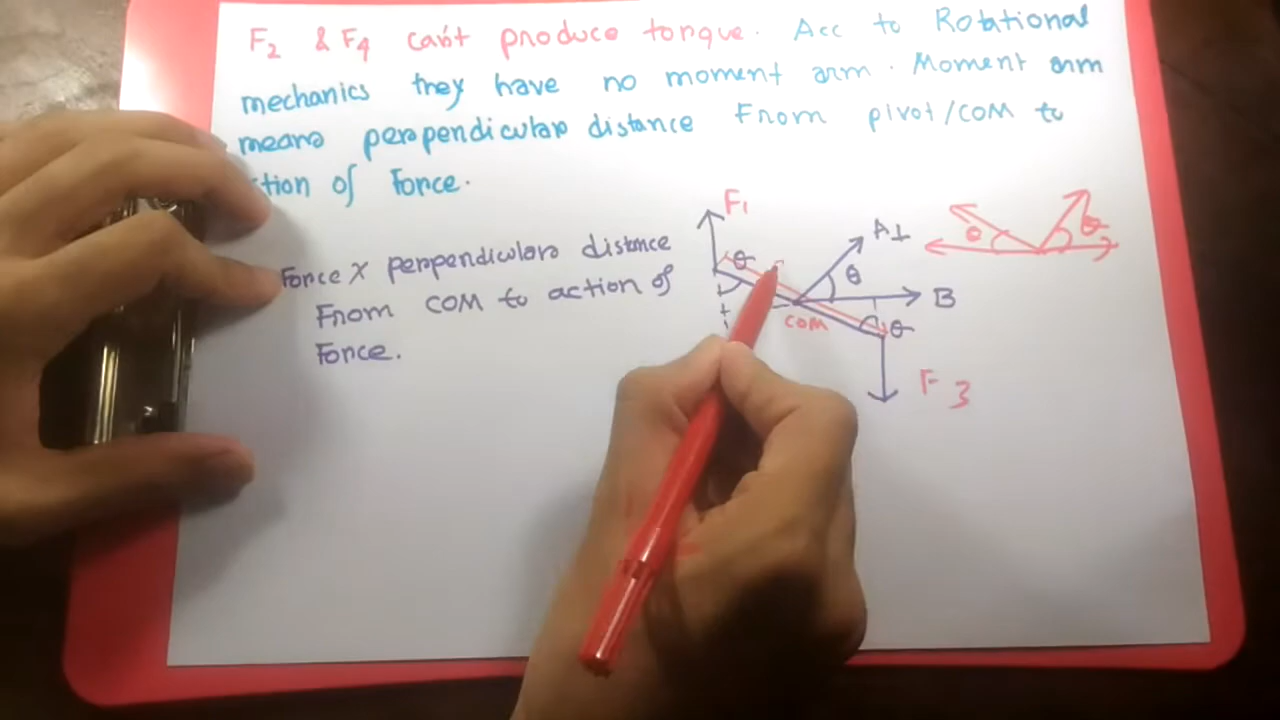 F2 & F4 can't produce torque. Acc to Rotational
mechanics they have no moment arm. Moment arm
means perpendicular distance From pivot/COM to
tion of Force.
Force X perpendicular distance
From COM to action of
Force.
F1
θ
COM
A⊥
θ
B
θ
F3
θ
θ